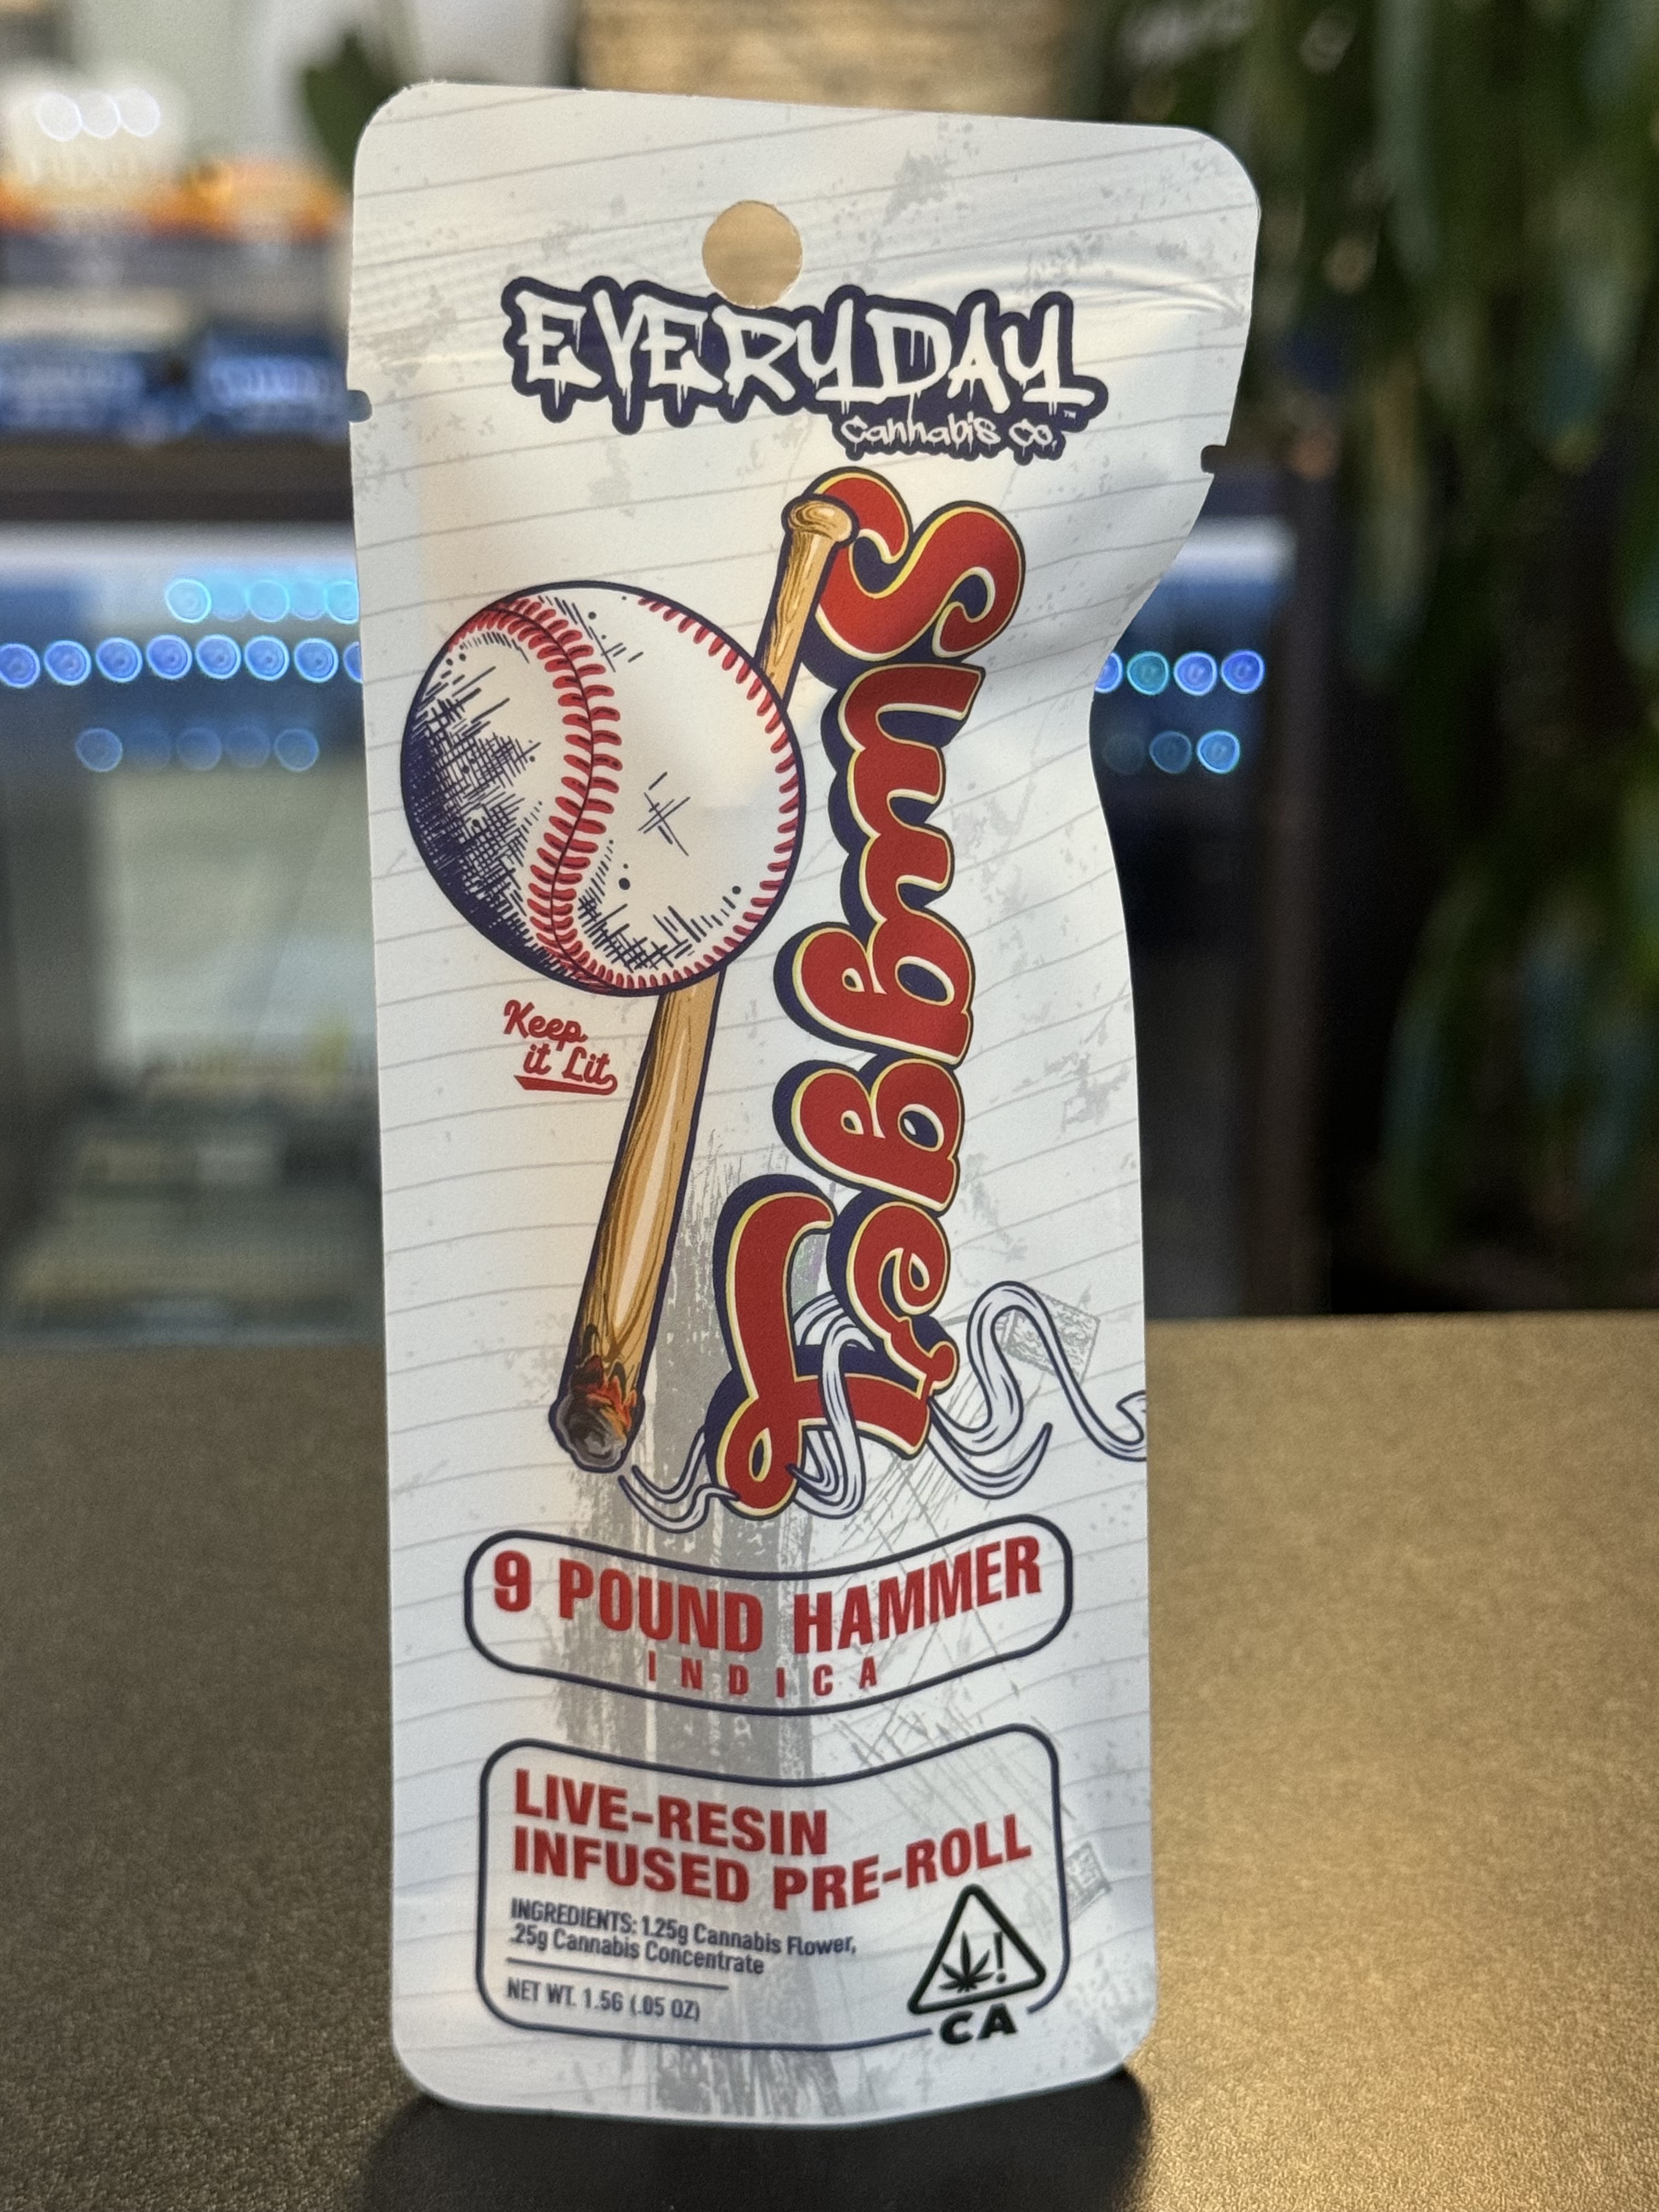 EVERYDAY™
Cannabis Co.
Slugger
Keep
it Lit
9 POUND HAMMER
INDICA
LIVE-RESIN
INFUSED PRE-ROLL
INGREDIENTS: 1.25g Cannabis Flower,
.25g Cannabis Concentrate
NET WT. 1.5G (.05 OZ)
!
CA